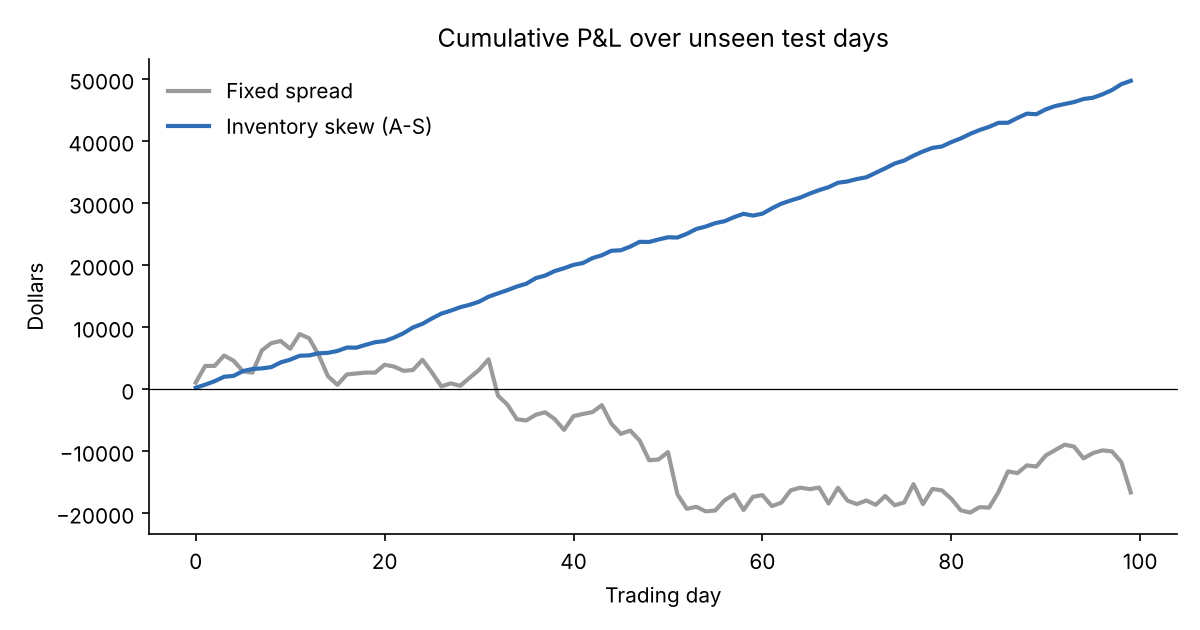 Cumulative P&L over unseen test days
Fixed spread
Inventory skew (A-S)
Dollars
50000
40000
30000
20000
10000
0
−10000
−20000
0 20 40 60 80 100
Trading day